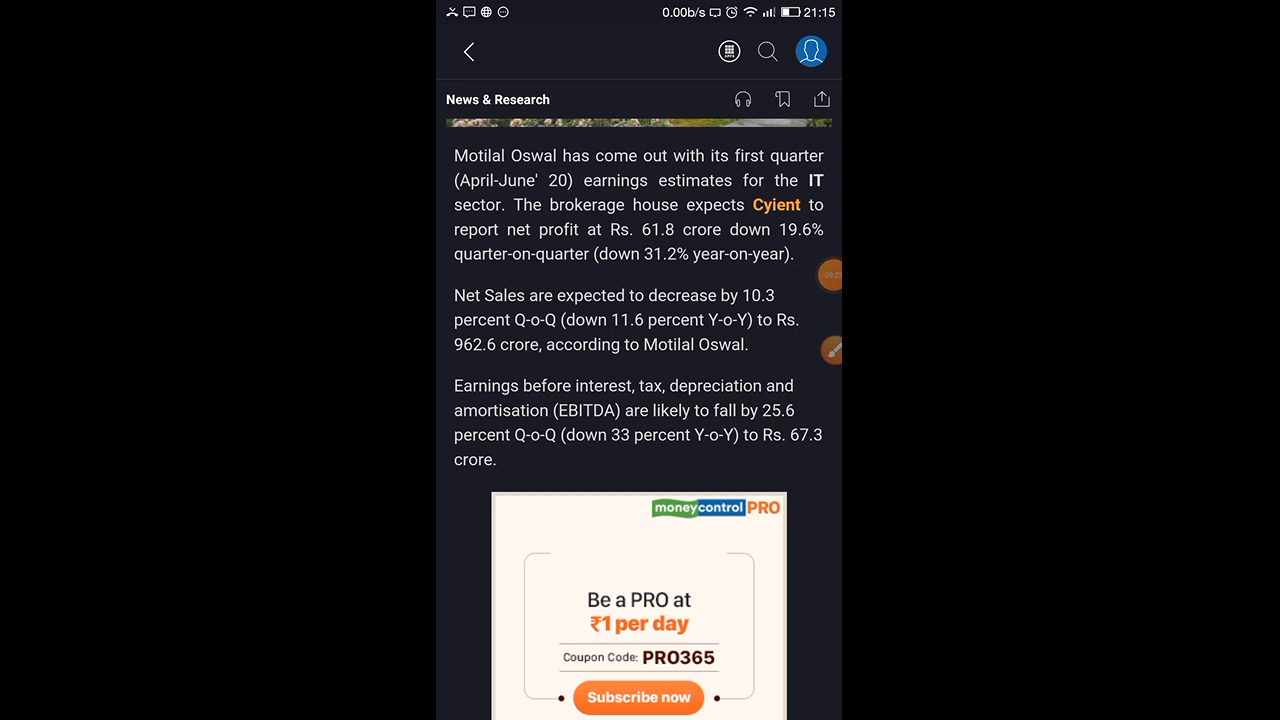 0.00b/s 21:15
APPS
News & Research
Motilal Oswal has come out with its first quarter
(April-June' 20) earnings estimates for the IT
sector. The brokerage house expects Cyient to
report net profit at Rs. 61.8 crore down 19.6%
quarter-on-quarter (down 31.2% year-on-year).
Net Sales are expected to decrease by 10.3
percent Q-o-Q (down 11.6 percent Y-o-Y) to Rs.
962.6 crore, according to Motilal Oswal.
Earnings before interest, tax, depreciation and
amortisation (EBITDA) are likely to fall by 25.6
percent Q-o-Q (down 33 percent Y-o-Y) to Rs. 67.3
crore.
moneycontrol PRO
Be a PRO at
₹1 per day
Coupon Code: PRO365
Subscribe now